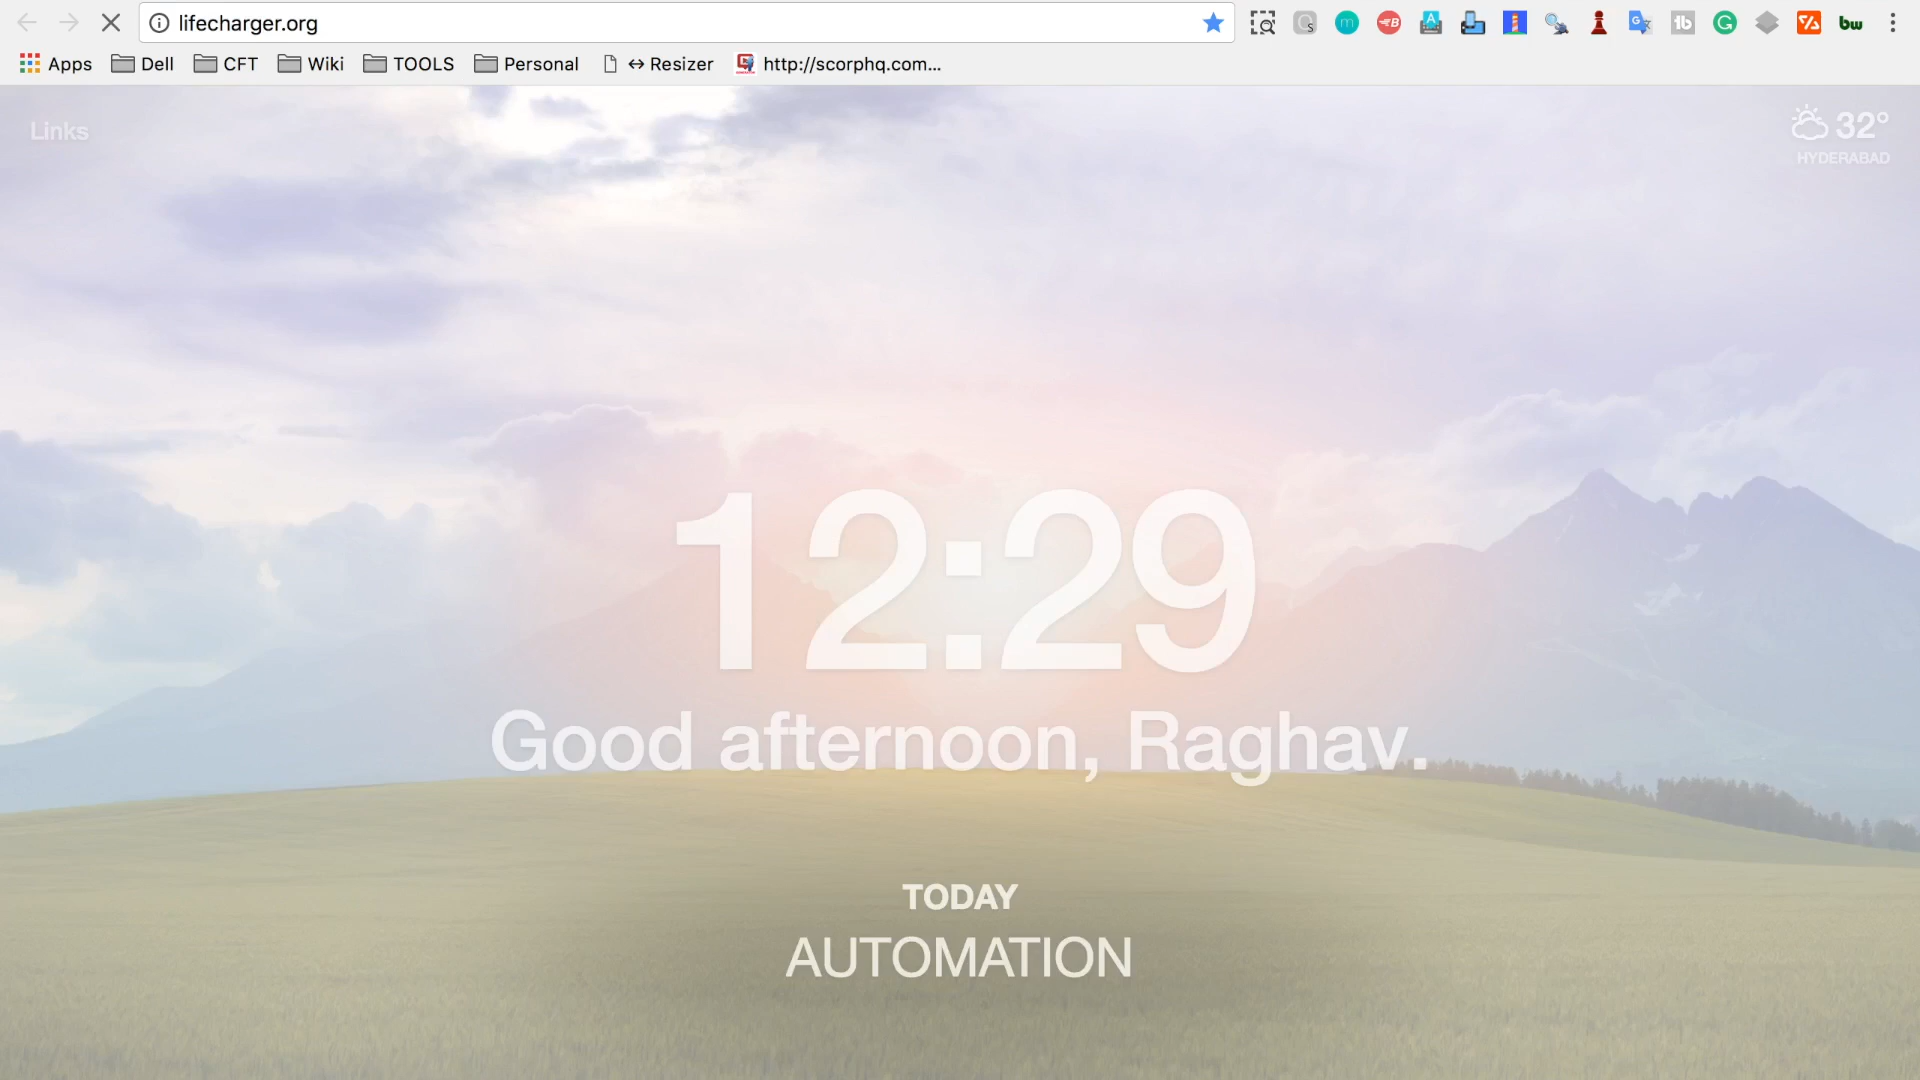 lifecharger.org
Apps Dell CFT Wiki TOOLS Personal ↔ Resizer http://scorphq.com...
Links
32°
HYDERABAD
12:29
Good afternoon, Raghav.
TODAY
AUTOMATION